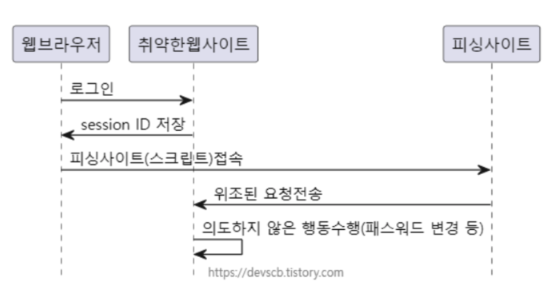 웹브라우저 취약한웹사이트 피싱사이트
로그인
session ID 저장
피싱사이트(스크립트)접속
위조된 요청전송
의도하지 않은 행동수행(패스워드 변경 등)
https://devscb.tistory.com